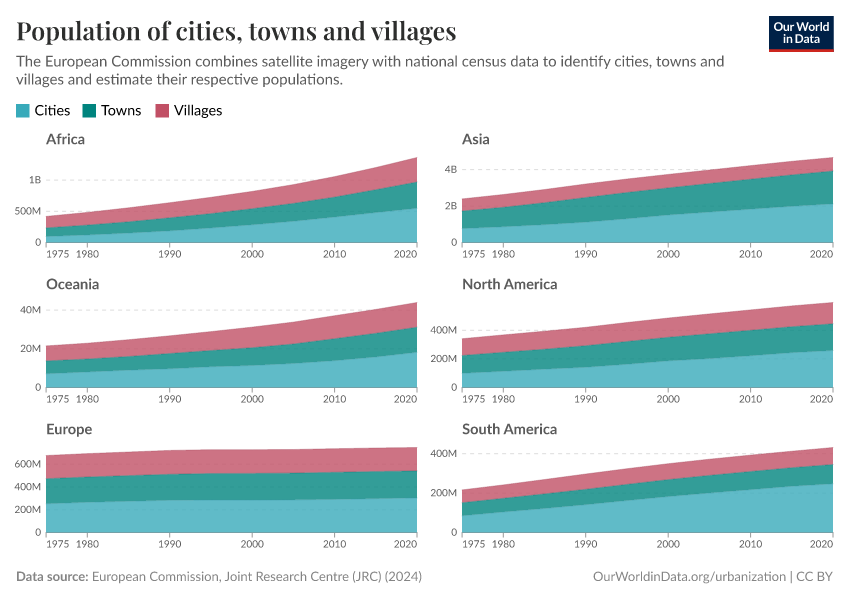 Population of cities, towns and villages
Our World
in Data
The European Commission combines satellite imagery with national census data to identify cities, towns and
villages and estimate their respective populations.
Cities Towns Villages
Africa
1B
500M
0
1975 1980 1990 2000 2010 2020
Asia
4B
2B
0
1975 1980 1990 2000 2010 2020
Oceania
40M
20M
0
1975 1980 1990 2000 2010 2020
North America
400M
200M
0
1975 1980 1990 2000 2010 2020
Europe
600M
400M
200M
0
1975 1980 1990 2000 2010 2020
South America
400M
200M
0
1975 1980 1990 2000 2010 2020
Data source: European Commission, Joint Research Centre (JRC) (2024)
OurWorldinData.org/urbanization | CC BY